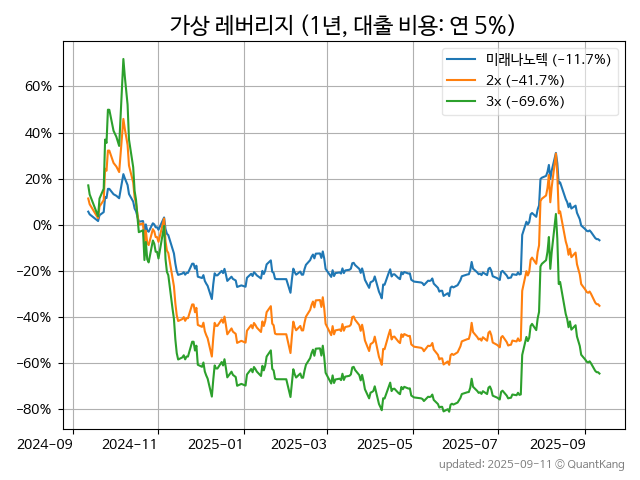 가상 레버리지 (1년, 대출 비용: 연 5%)
미래나노텍 (-11.7%)
2x (-41.7%)
3x (-69.6%)
60%
40%
20%
0%
−20%
−40%
−60%
−80%
2024-09 2024-11 2025-01 2025-03 2025-05 2025-07 2025-09
updated: 2025-09-11 © QuantKang